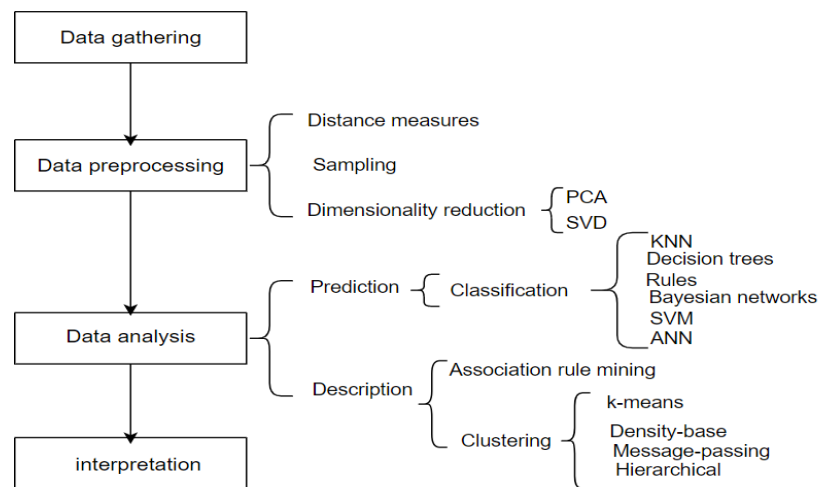 Data gathering
Data preprocessing
Distance measures
Sampling
Dimensionality reduction
PCA
SVD
Data analysis
Prediction
Classification
KNN
Decision trees
Rules
Bayesian networks
SVM
ANN
Description
Association rule mining
Clustering
k-means
Density-base
Message-passing
Hierarchical
interpretation